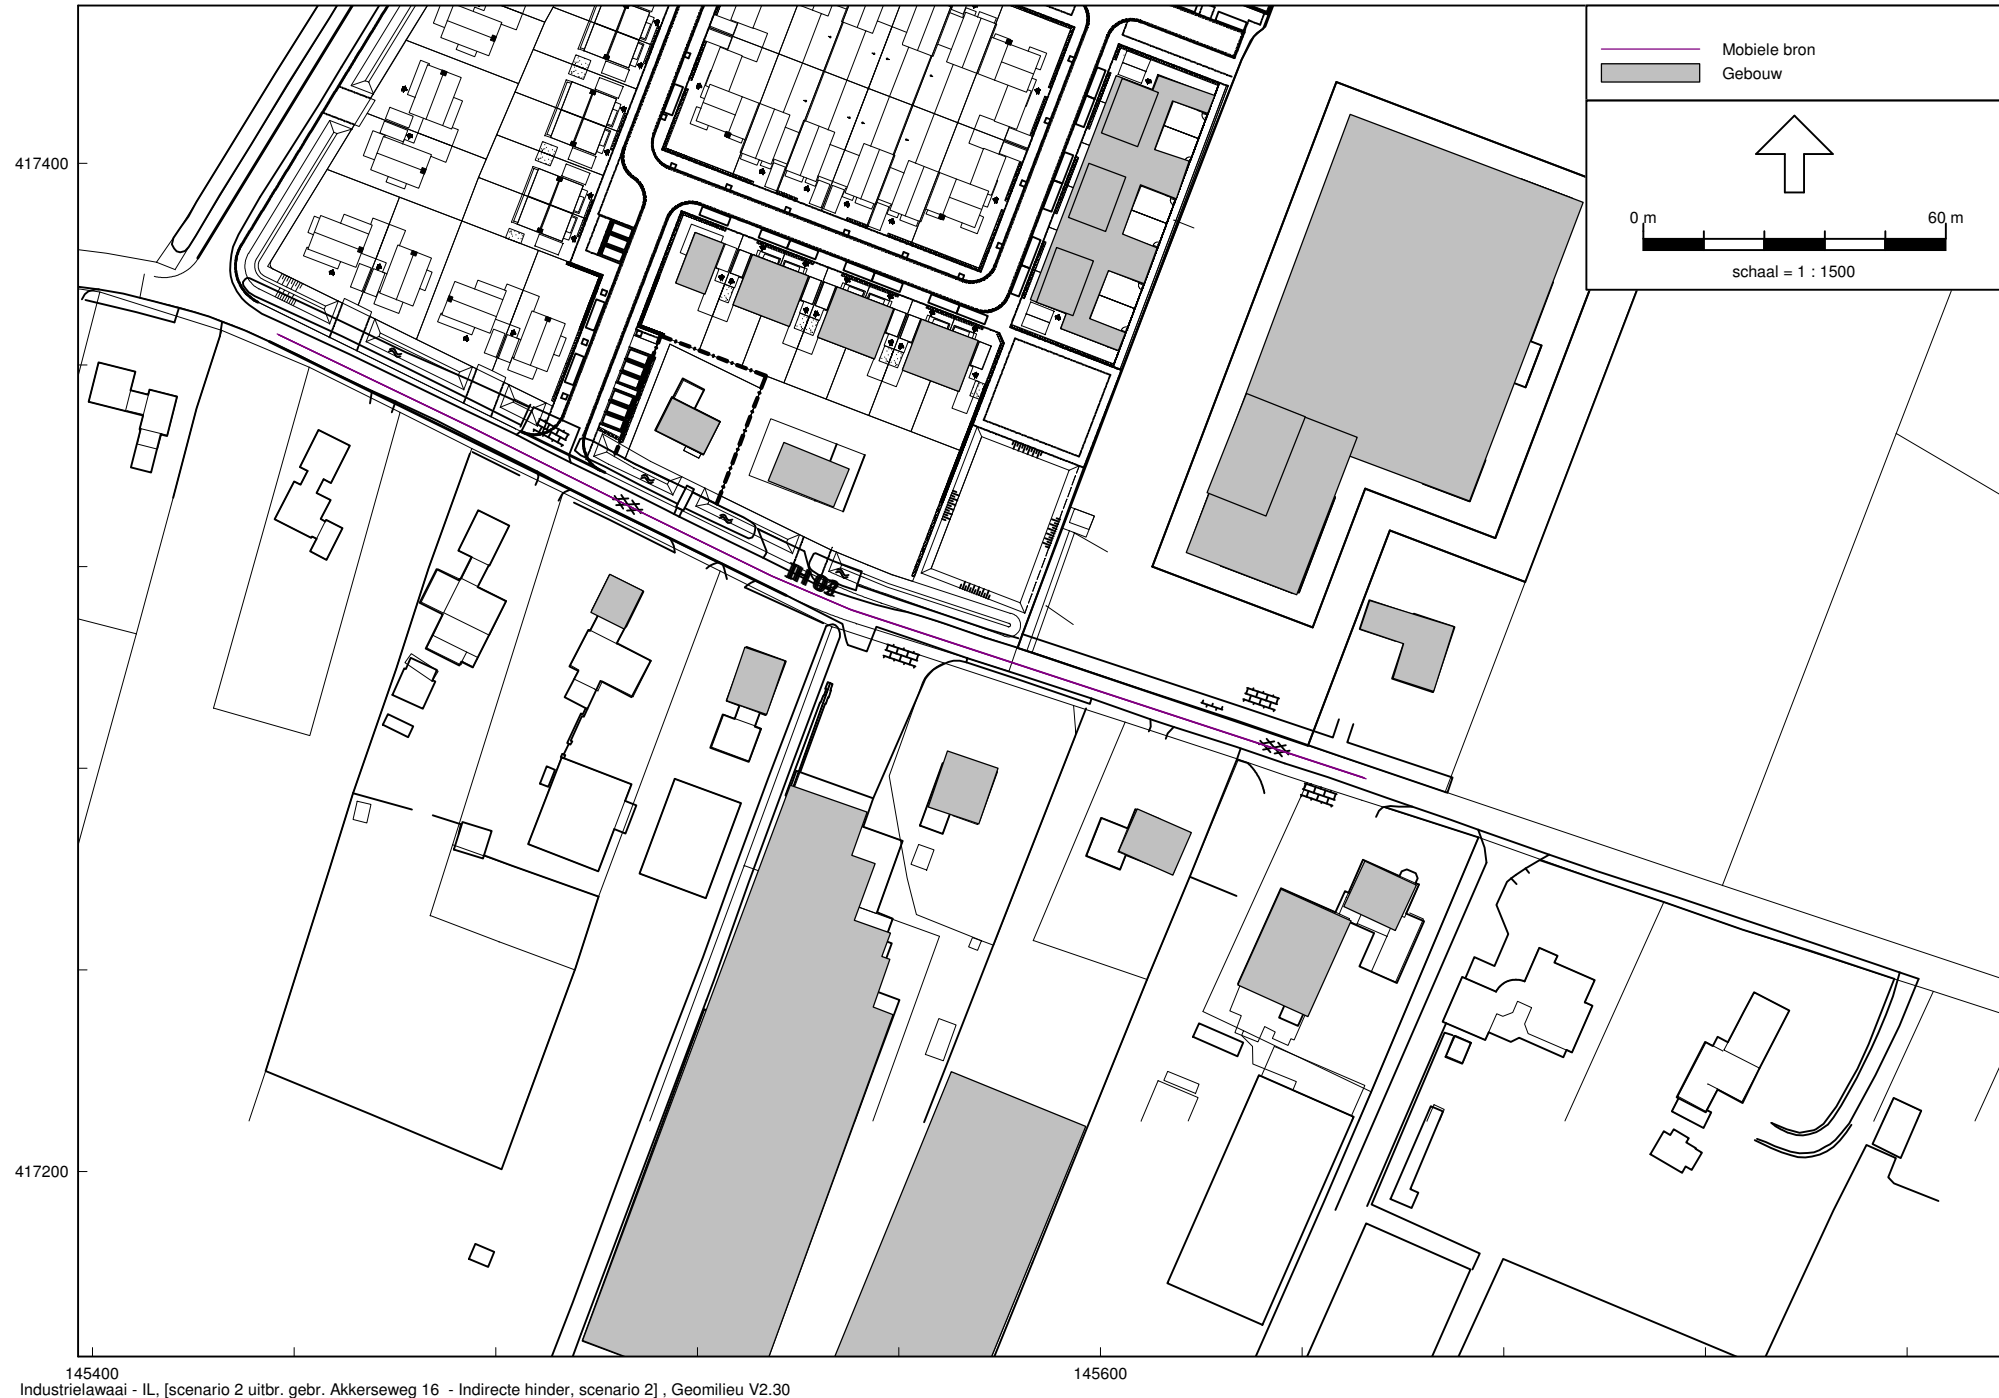 Mobiele bron
Gebouw
0 m 60 m
schaal = 1 : 1500
417400
417200
145400 145600
Industrielawaai - IL, [scenario 2 uitbr. gebr. Akkerseweg 16 - Indirecte hinder, scenario 2] , Geomilieu V2.30